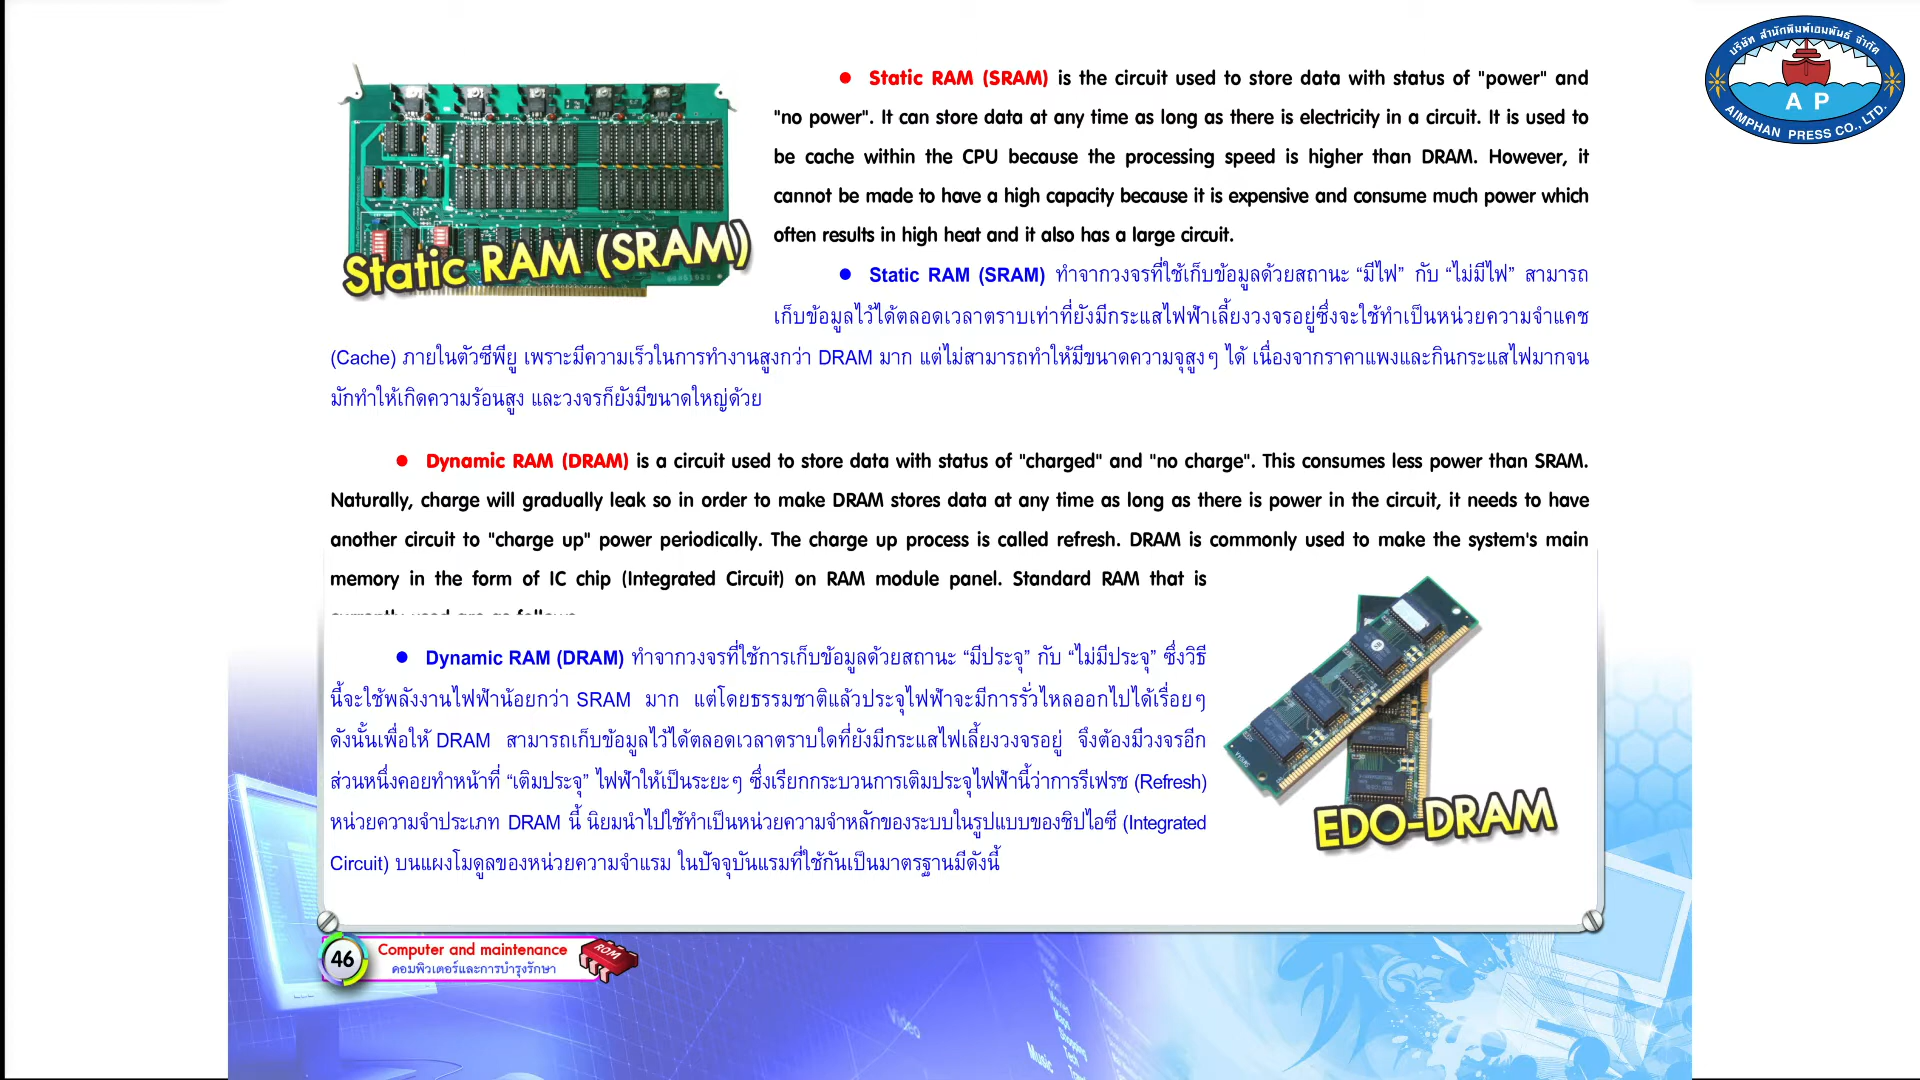 บริษัท สำนักพิมพ์เอมพันธ์ จำกัด
A P
AIMPHAN PRESS CO., LTD.
• Static RAM (SRAM) is the circuit used to store data with status of "power" and
"no power". It can store data at any time as long as there is electricity in a circuit. It is used to
be cache within the CPU because the processing speed is higher than DRAM. However, it
cannot be made to have a high capacity because it is expensive and consume much power which
often results in high heat and it also has a large circuit.
Static RAM (SRAM)
• Static RAM (SRAM) ทำจากวงจรที่ใช้เก็บข้อมูลด้วยสถานะ “มีไฟ” กับ “ไม่มีไฟ” สามารถ
เก็บข้อมูลไว้ได้ตลอดเวลาตราบเท่าที่ยังมีกระแสไฟฟ้าเลี้ยงวงจรอยู่ซึ่งจะใช้ทำเป็นหน่วยความจำแคช
(Cache) ภายในตัวซีพียู เพราะมีความเร็วในการทำงานสูงกว่า DRAM มาก แต่ไม่สามารถทำให้มีขนาดความจุสูงๆ ได้ เนื่องจากราคาแพงและกินกระแสไฟมากจน
มักทำให้เกิดความร้อนสูง และวงจรก็ยังมีขนาดใหญ่ด้วย
• Dynamic RAM (DRAM) is a circuit used to store data with status of "charged" and "no charge". This consumes less power than SRAM.
Naturally, charge will gradually leak so in order to make DRAM stores data at any time as long as there is power in the circuit, it needs to have
another circuit to "charge up" power periodically. The charge up process is called refresh. DRAM is commonly used to make the system's main
memory in the form of IC chip (Integrated Circuit) on RAM module panel. Standard RAM that is
currently used are as follows
• Dynamic RAM (DRAM) ทำจากวงจรที่ใช้การเก็บข้อมูลด้วยสถานะ “มีประจุ” กับ “ไม่มีประจุ” ซึ่งวิธี
นี้จะใช้พลังงานไฟฟ้าน้อยกว่า SRAM มาก แต่โดยธรรมชาติแล้วประจุไฟฟ้าจะมีการรั่วไหลออกไปได้เรื่อยๆ
ดังนั้นเพื่อให้ DRAM สามารถเก็บข้อมูลไว้ได้ตลอดเวลาตราบใดที่ยังมีกระแสไฟเลี้ยงวงจรอยู่ จึงต้องมีวงจรอีก
ส่วนหนึ่งคอยทำหน้าที่ “เติมประจุ” ไฟฟ้าให้เป็นระยะๆ ซึ่งเรียกกระบวนการเติมประจุไฟฟ้านี้ว่าการรีเฟรช (Refresh)
หน่วยความจำประเภท DRAM นี้ นิยมนำไปใช้ทำเป็นหน่วยความจำหลักของระบบในรูปแบบของชิปไอซี (Integrated
Circuit) บนแผงโมดูลของหน่วยความจำแรม ในปัจจุบันแรมที่ใช้กันเป็นมาตรฐานมีดังนี้
EDO-DRAM
46
Computer and maintenance
คอมพิวเตอร์และการบำรุงรักษา
ROM
Video
Music
Shopping
Tech